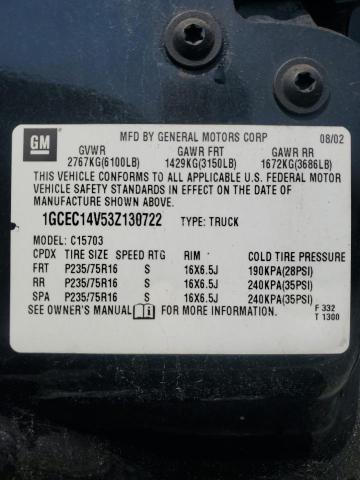 GM
MFD BY GENERAL MOTORS CORP 08/02
GVWR GAWR FRT GAWR RR
2767KG(6100LB) 1429KG(3150LB) 1672KG(3686LB)
THIS VEHICLE CONFORMS TO ALL APPLICABLE U.S. FEDERAL MOTOR
VEHICLE SAFETY STANDARDS IN EFFECT ON THE DATE OF
MANUFACTURE SHOWN ABOVE.
1GCEC14V53Z130722 TYPE: TRUCK
MODEL: C15703
CPDX TIRE SIZE SPEED RTG RIM COLD TIRE PRESSURE
FRT P235/75R16 S 16X6.5J 190KPA(28PSI)
RR P235/75R16 S 16X6.5J 240KPA(35PSI)
SPA P235/75R16 S 16X6.5J 240KPA(35PSI)
SEE OWNER'S MANUAL FOR MORE INFORMATION. F 332
T 1300